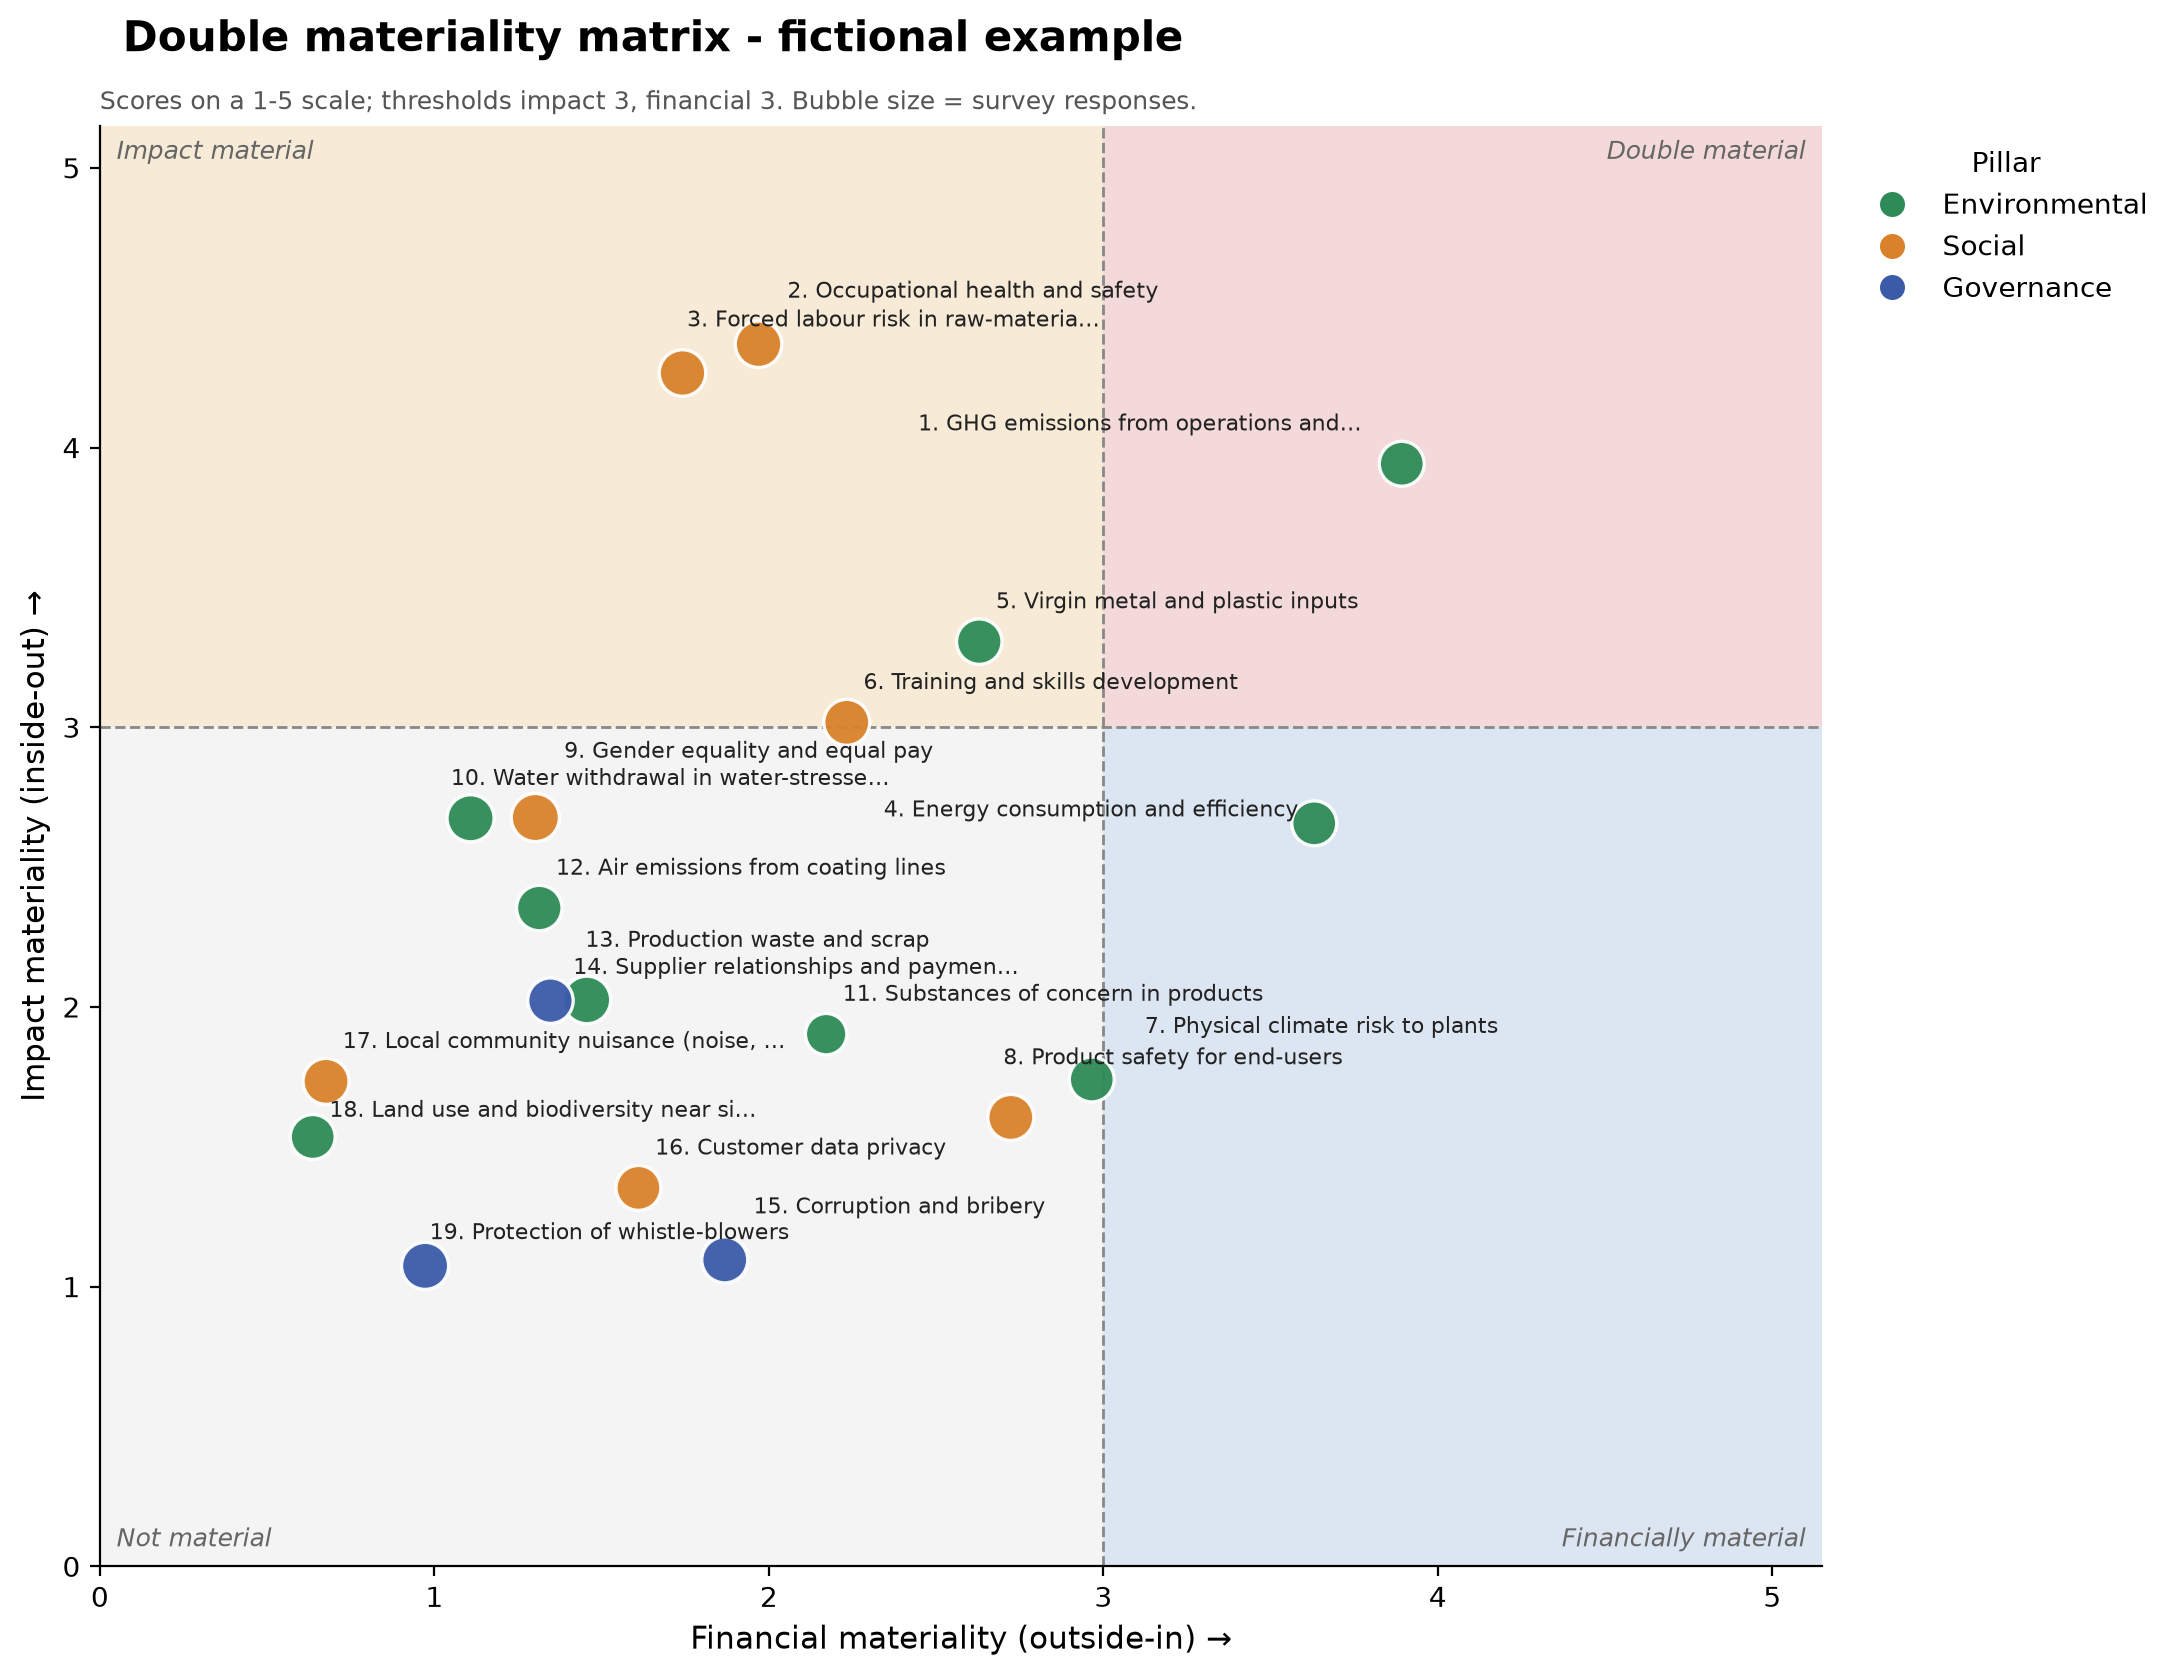 Double materiality matrix - fictional example
Scores on a 1-5 scale; thresholds impact 3, financial 3. Bubble size = survey responses.
Impact material
Double material
Pillar
Environmental
Social
Governance
5
4
3
2
1
0
Impact materiality (inside-out) →
2. Occupational health and safety
3. Forced labour risk in raw-materia...
1. GHG emissions from operations and...
5. Virgin metal and plastic inputs
6. Training and skills development
9. Gender equality and equal pay
10. Water withdrawal in water-stresse...
4. Energy consumption and efficiency
12. Air emissions from coating lines
13. Production waste and scrap
14. Supplier relationships and paymen...
11. Substances of concern in products
7. Physical climate risk to plants
17. Local community nuisance (noise, ...
8. Product safety for end-users
18. Land use and biodiversity near si...
16. Customer data privacy
15. Corruption and bribery
19. Protection of whistle-blowers
Not material
Financially material
0
1
2
3
4
5
Financial materiality (outside-in) →